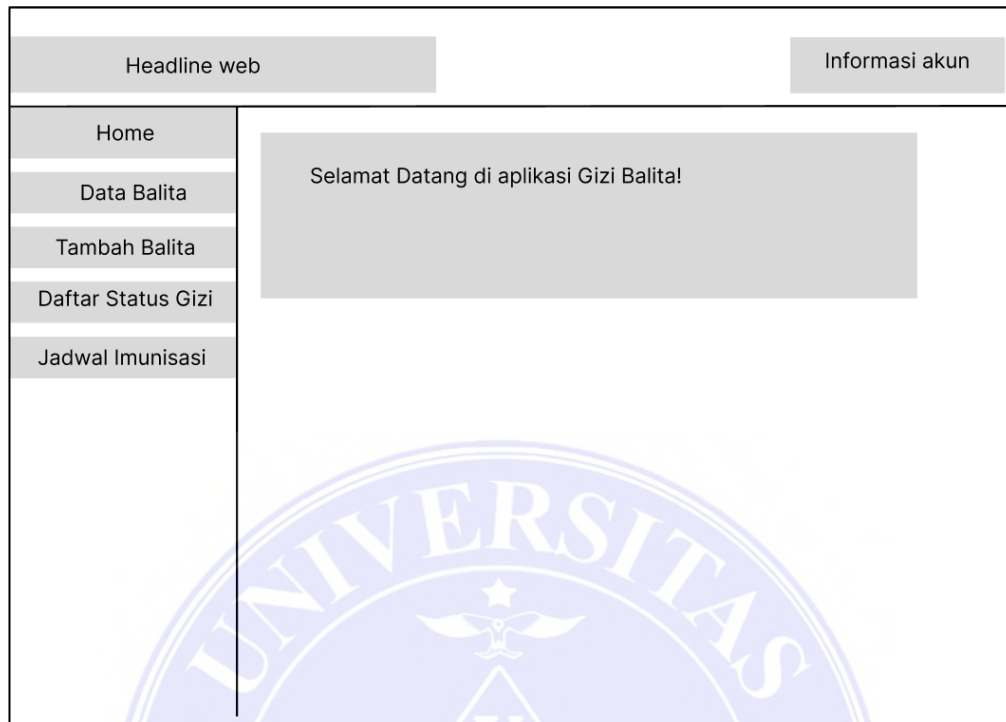 Headline web
Informasi akun
Home
Data Balita
Tambah Balita
Daftar Status Gizi
Jadwal Imunisasi
Selamat Datang di aplikasi Gizi Balita!
UNIVERSITAS